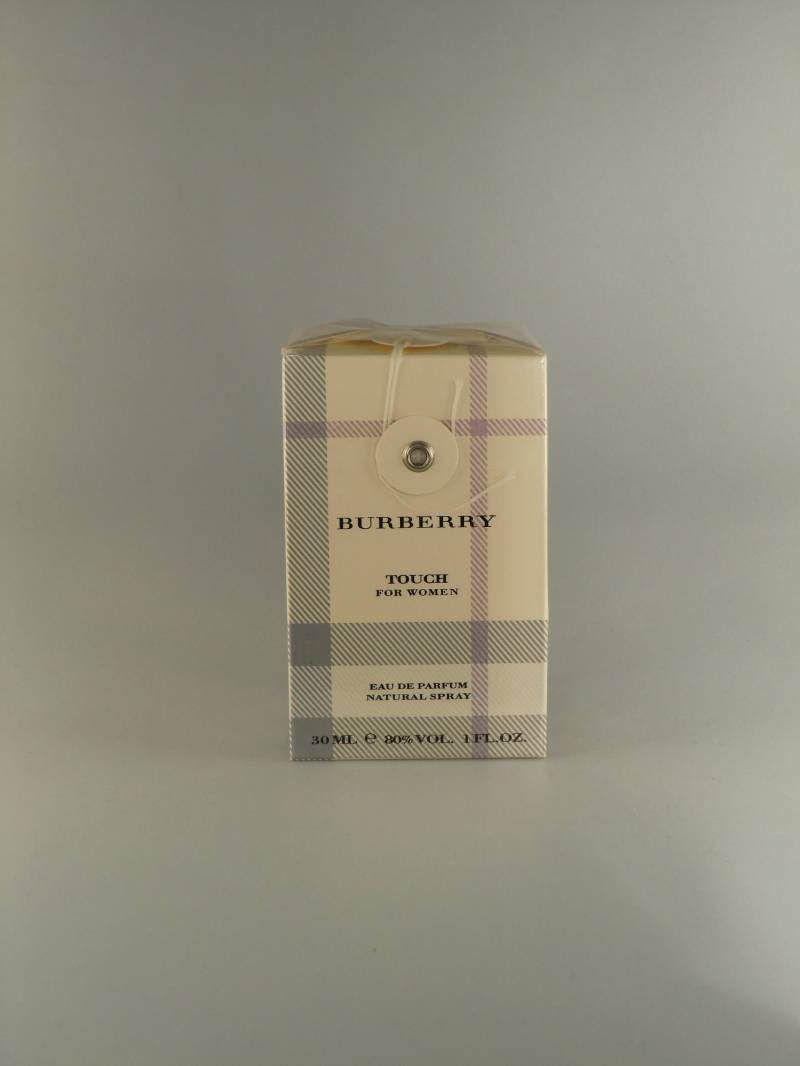 BURBERRY
TOUCH
FOR WOMEN
EAU DE PARFUM
NATURAL SPRAY
30 ML ℮ 80% VOL. 1 FL.OZ.